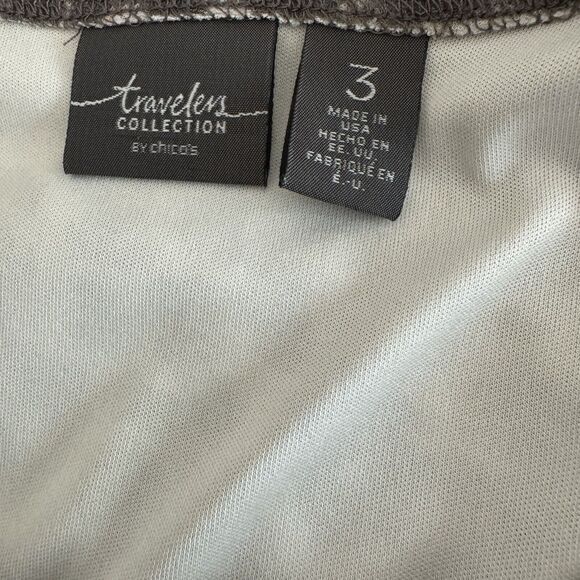 travelers
COLLECTION
BY chico's
3
MADE IN
USA
HECHO EN
EE. UU.
FABRIQUÉ EN
É.-U.